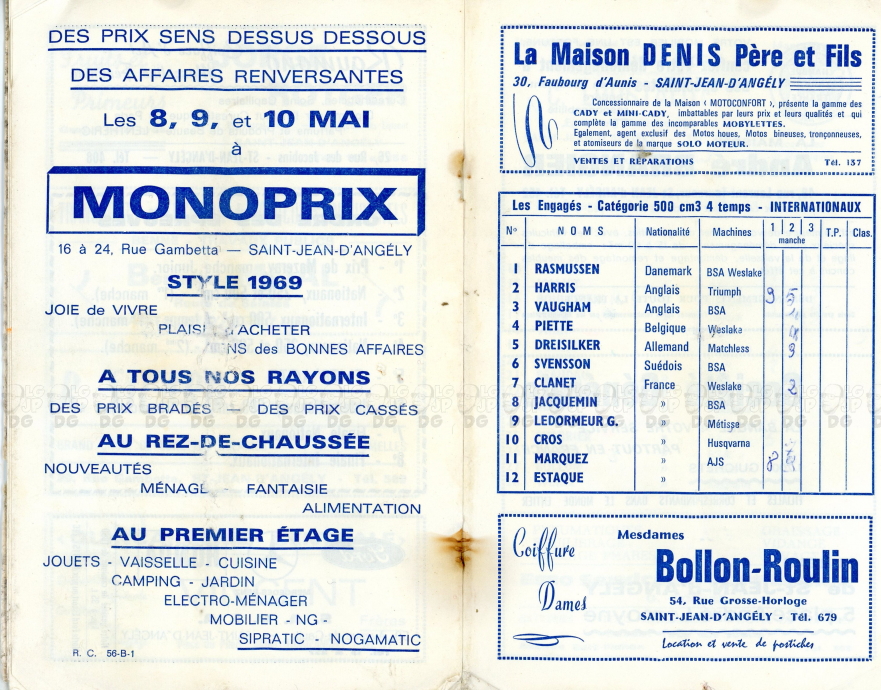 DES PRIX SENS DESSUS DESSOUS
DES AFFAIRES RENVERSANTES
Les 8, 9, et 10 MAI
à
MONOPRIX
16 à 24, Rue Gambetta — SAINT-JEAN-D'ANGÉLY
STYLE 1969
JOIE de VIVRE
D'ACHETER
des BONNES AFFAIRES
A TOUS NOS RAYONS
DES PRIX BRADÉS — DES PRIX CASSÉS
AU REZ-DE-CHAUSSÉE
NOUVEAUTÉS
MÉNAGE - FANTAISIE
ALIMENTATION
AU PREMIER ÉTAGE
JOUETS - VAISSELLE - CUISINE
CAMPING - JARDIN
ELECTRO-MÉNAGER
MOBILIER - NG -
SIPRATIC - NOGAMATIC
R. C. 56-B-1
La Maison DENIS Père et Fils
30, Faubourg d'Aunis - SAINT-JEAN-D'ANGÉLY
Concessionnaire de la Maison « MOTOCONFORT », présente la gamme des
CADY et MINI-CADY, imbattables par leurs prix et leurs qualités et qui
complète la gamme des incomparables MOBYLETTES.
Egalement, agent exclusif des Motos houes, Motos bineuses, tronçonneuses,
et atomiseurs de la marque SOLO MOTEUR.
VENTES ET RÉPARATIONS Tél. 137
Les Engagés - Catégorie 500 cm3 4 temps - INTERNATIONAUX
N° NOMS Nationalité Machines 1 2 3 manche T.P. Clas.
1 RASMUSSEN Danemark BSA Weslake
2 HARRIS Anglais Triumph 9 5
3 VAUGHAM Anglais BSA 1
4 PIETTE Belgique Weslake
5 DREISILKER Allemand Matchless 3
6 SVENSSON Suédois BSA
7 CLANET France Weslake 2
8 JACQUEMIN » BSA
9 LEDORMEUR G. » Métisse
10 CROS » Husqvarna
11 MARQUEZ » AJS 8
12 ESTAQUE »
Coiffure
Dames
Mesdames
Bollon-Roulin
54, Rue Grosse-Horloge
SAINT-JEAN-D'ANGÉLY - Tél. 679
Location et vente de postiches